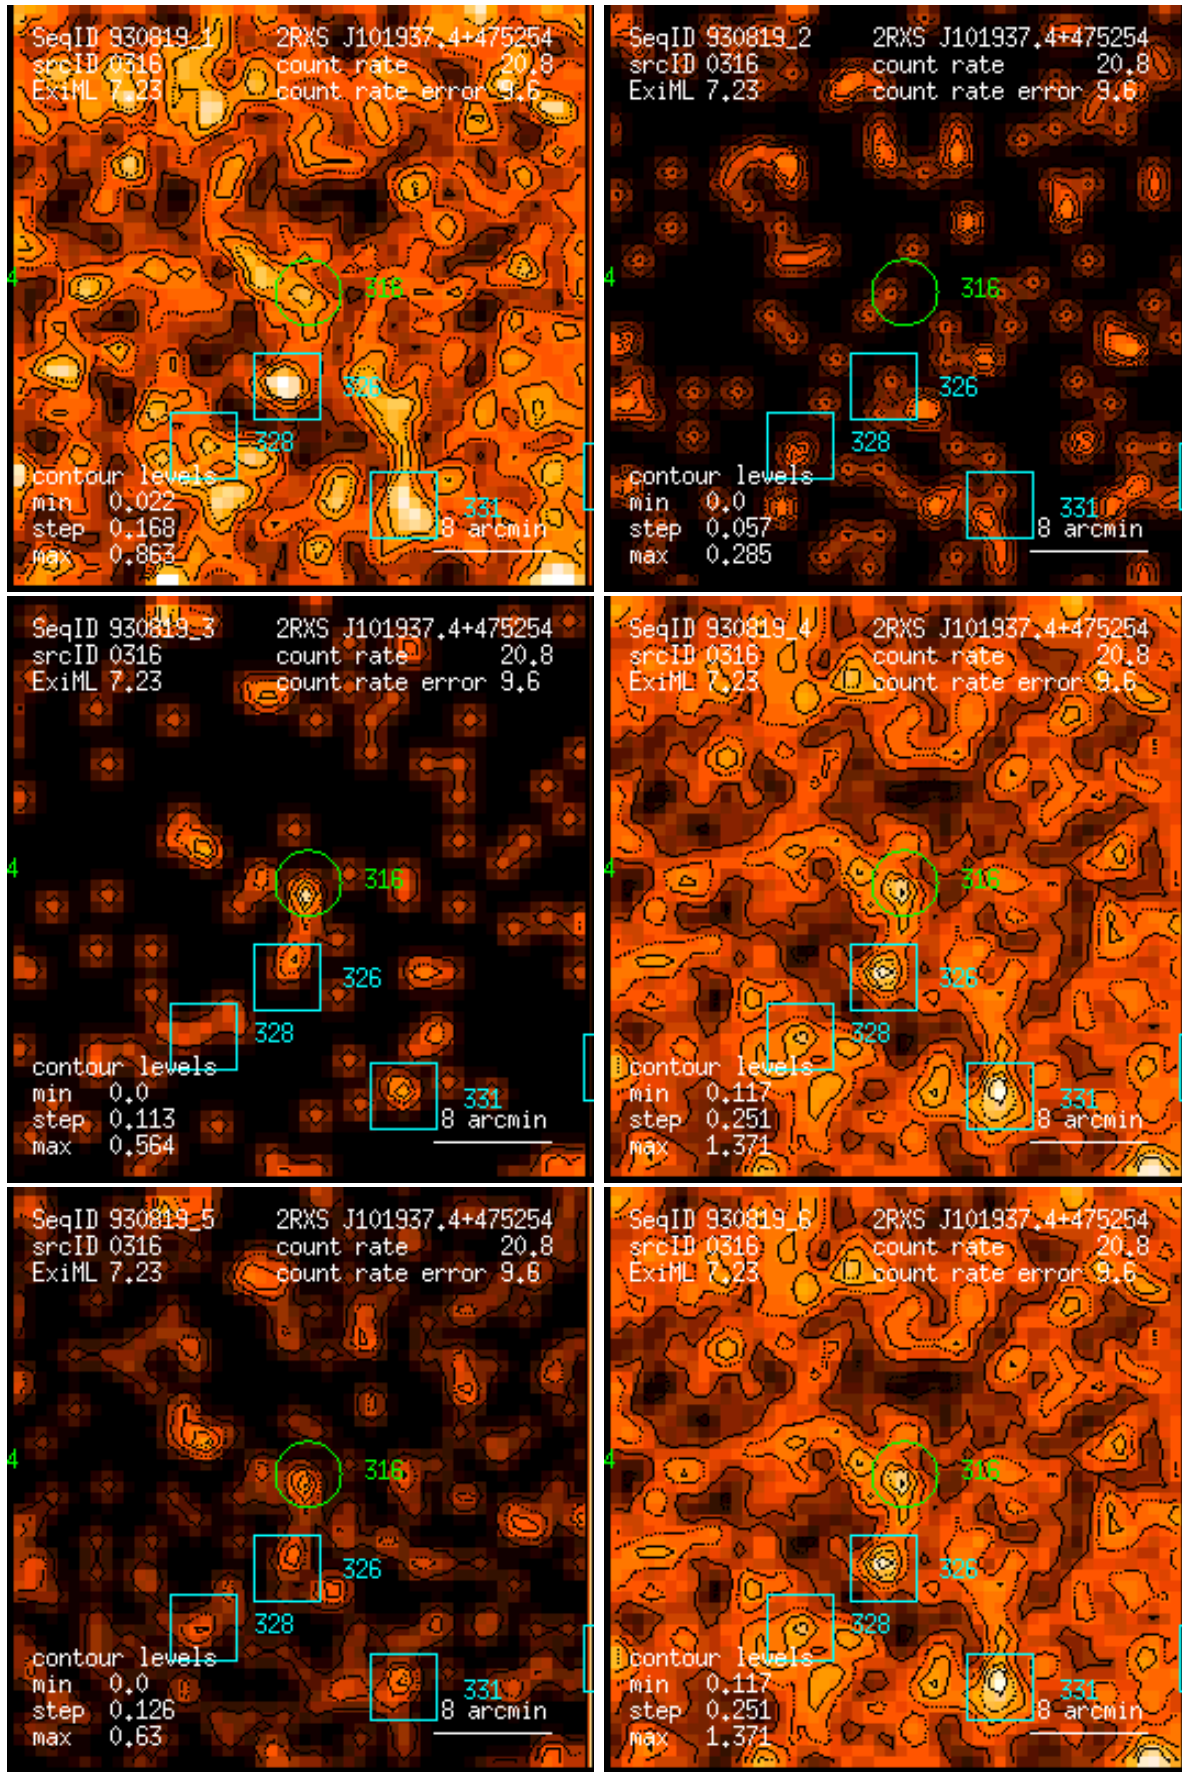 SeqID 930819_1 2RXS J101937.4+475254
srcID 0316 count rate 20.8
ExiML 7.23 count rate error 9.6
4
316
326
328
contour levels
min 0.022
step 0.168 331
max 0.863 8 arcmin
SeqID 930819_2 2RXS J101937.4+475254
srcID 0316 count rate 20.8
ExiML 7.23 count rate error 9.6
4
316
326
328
contour levels
min 0.0
step 0.057 331
max 0.285 8 arcmin
SeqID 930819_3 2RXS J101937.4+475254
srcID 0316 count rate 20.8
ExiML 7.23 count rate error 9.6
4
316
326
328
contour levels
min 0.0
step 0.113 331
max 0.564 8 arcmin
SeqID 930819_4 2RXS J101937.4+475254
srcID 0316 count rate 20.8
ExiML 7.23 count rate error 9.6
4
316
326
328
contour levels
min 0.117
step 0.251 331
max 1.371 8 arcmin
SeqID 930819_5 2RXS J101937.4+475254
srcID 0316 count rate 20.8
ExiML 7.23 count rate error 9.6
4
316
326
328
contour levels
min 0.0
step 0.126 331
max 0.63 8 arcmin
SeqID 930819_6 2RXS J101937.4+475254
srcID 0316 count rate 20.8
ExiML 7.23 count rate error 9.6
4
316
326
328
contour levels
min 0.117
step 0.251 331
max 1.371 8 arcmin